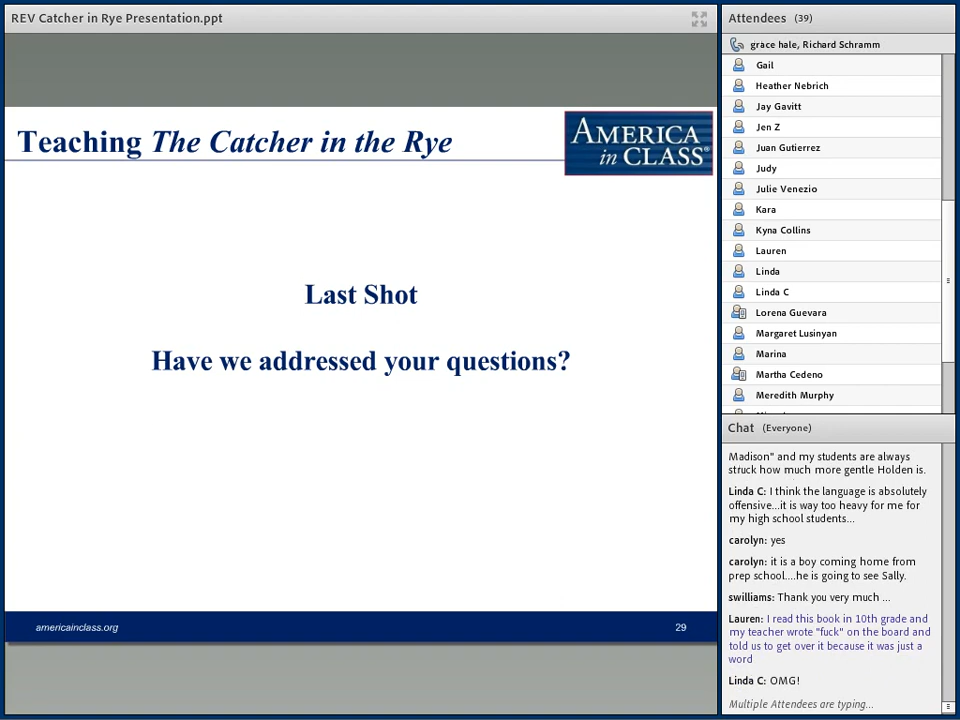 REV Catcher in Rye Presentation.ppt
Teaching The Catcher in the Rye
AMERICA
in CLASS®
Last Shot
Have we addressed your questions?
americainclass.org
29
Attendees (39)
grace hale, Richard Schramm
Gail
Heather Nebrich
Jay Gavitt
Jen Z
Juan Gutierrez
Judy
Julie Venezio
Kara
Kyna Collins
Lauren
Linda
Linda C
Lorena Guevara
Margaret Lusinyan
Marina
Martha Cedeno
Meredith Murphy
Chat (Everyone)
Madison" and my students are always
struck how much more gentle Holden is.
Linda C: I think the language is absolutely
offensive...it is way too heavy for me for
my high school students...
carolyn: yes
carolyn: it is a boy coming home from
prep school....he is going to see Sally.
swilliams: Thank you very much ...
Lauren: I read this book in 10th grade and
my teacher wrote "fuck" on the board and
told us to get over it because it was just a
word
Linda C: OMG!
Multiple Attendees are typing...